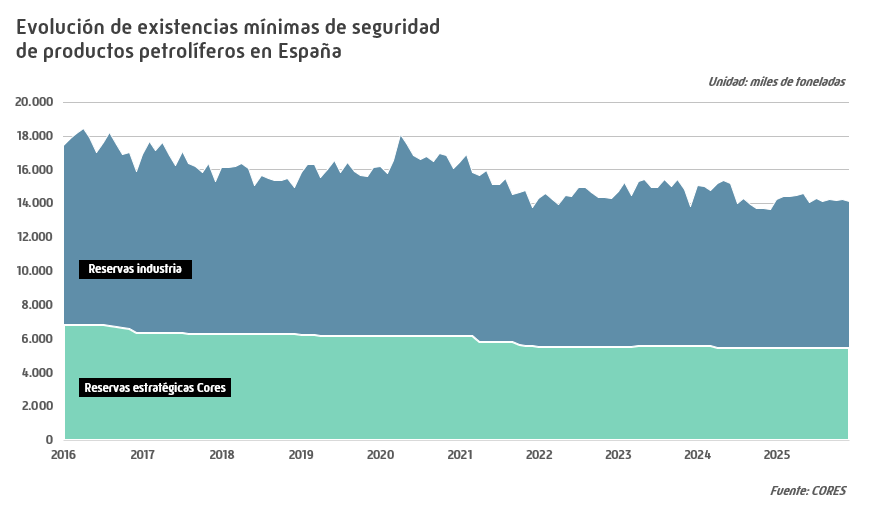 Evolución de existencias mínimas de seguridad
de productos petrolíferos en España
Unidad: miles de toneladas
20.000
18.000
16.000
14.000
12.000
10.000
8.000
6.000
4.000
2.000
0
Reservas industria
Reservas estratégicas Cores
2016 2017 2018 2019 2020 2021 2022 2023 2024 2025
Fuente: CORES